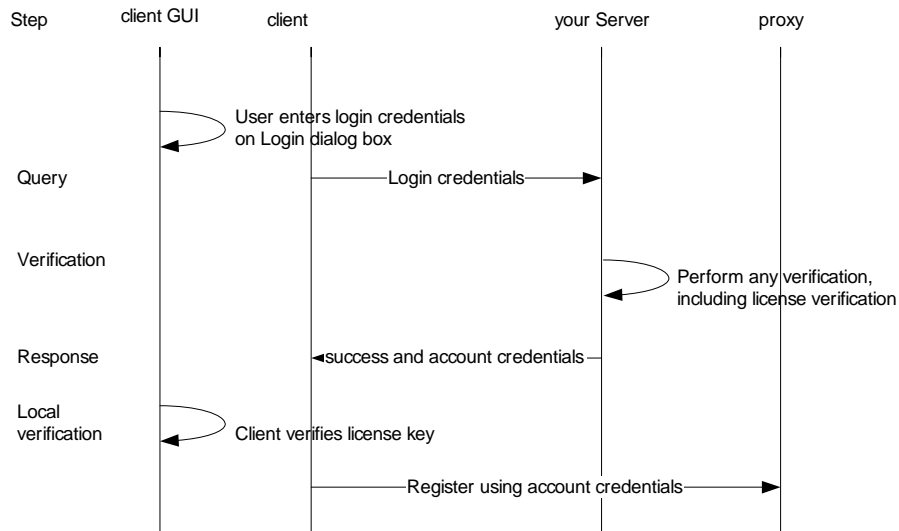 Step
client GUI
client
your Server
proxy
User enters login credentials
on Login dialog box
Query
Login credentials
Verification
Perform any verification,
including license verification
Response
success and account credentials
Local
verification
Client verifies license key
Register using account credentials